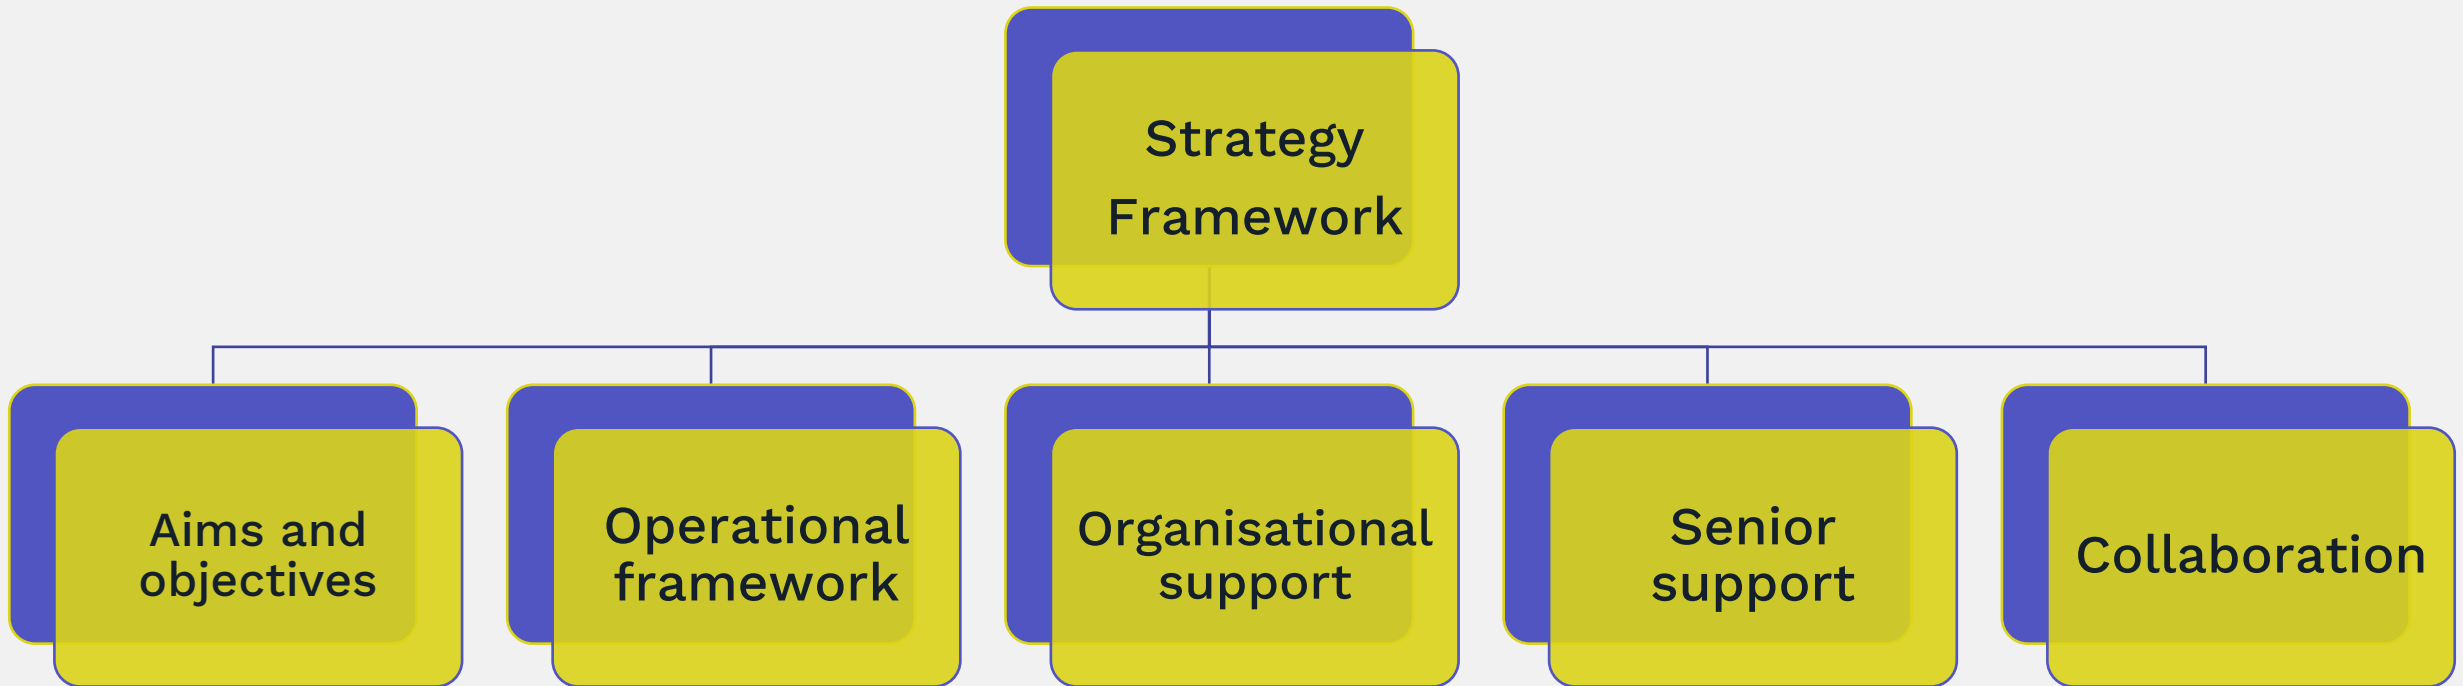 Strategy
Framework
Aims and
objectives
Operational
framework
Organisational
support
Senior
support
Collaboration